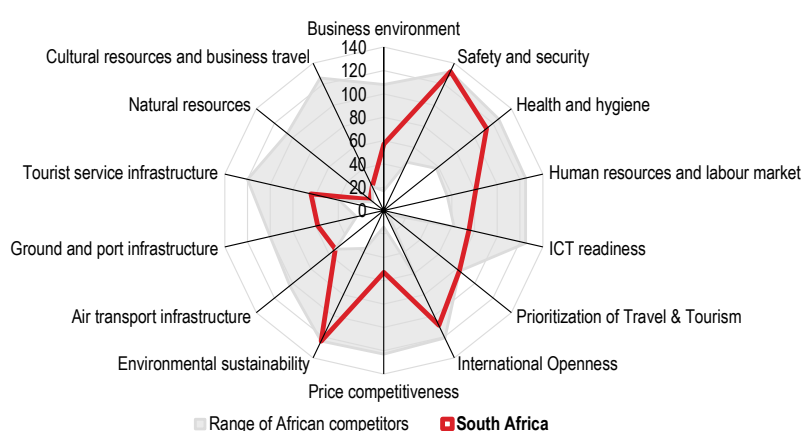 Business environment
140
Cultural resources and business travel
Safety and security
120
100
Natural resources
Health and hygiene
80
60
Tourist service infrastructure
40
Human resources and labour market
20
0
Ground and port infrastructure
ICT readiness
Air transport infrastructure
Prioritization of Travel & Tourism
Environmental sustainability
International Openness
Price competitiveness
Range of African competitors
South Africa